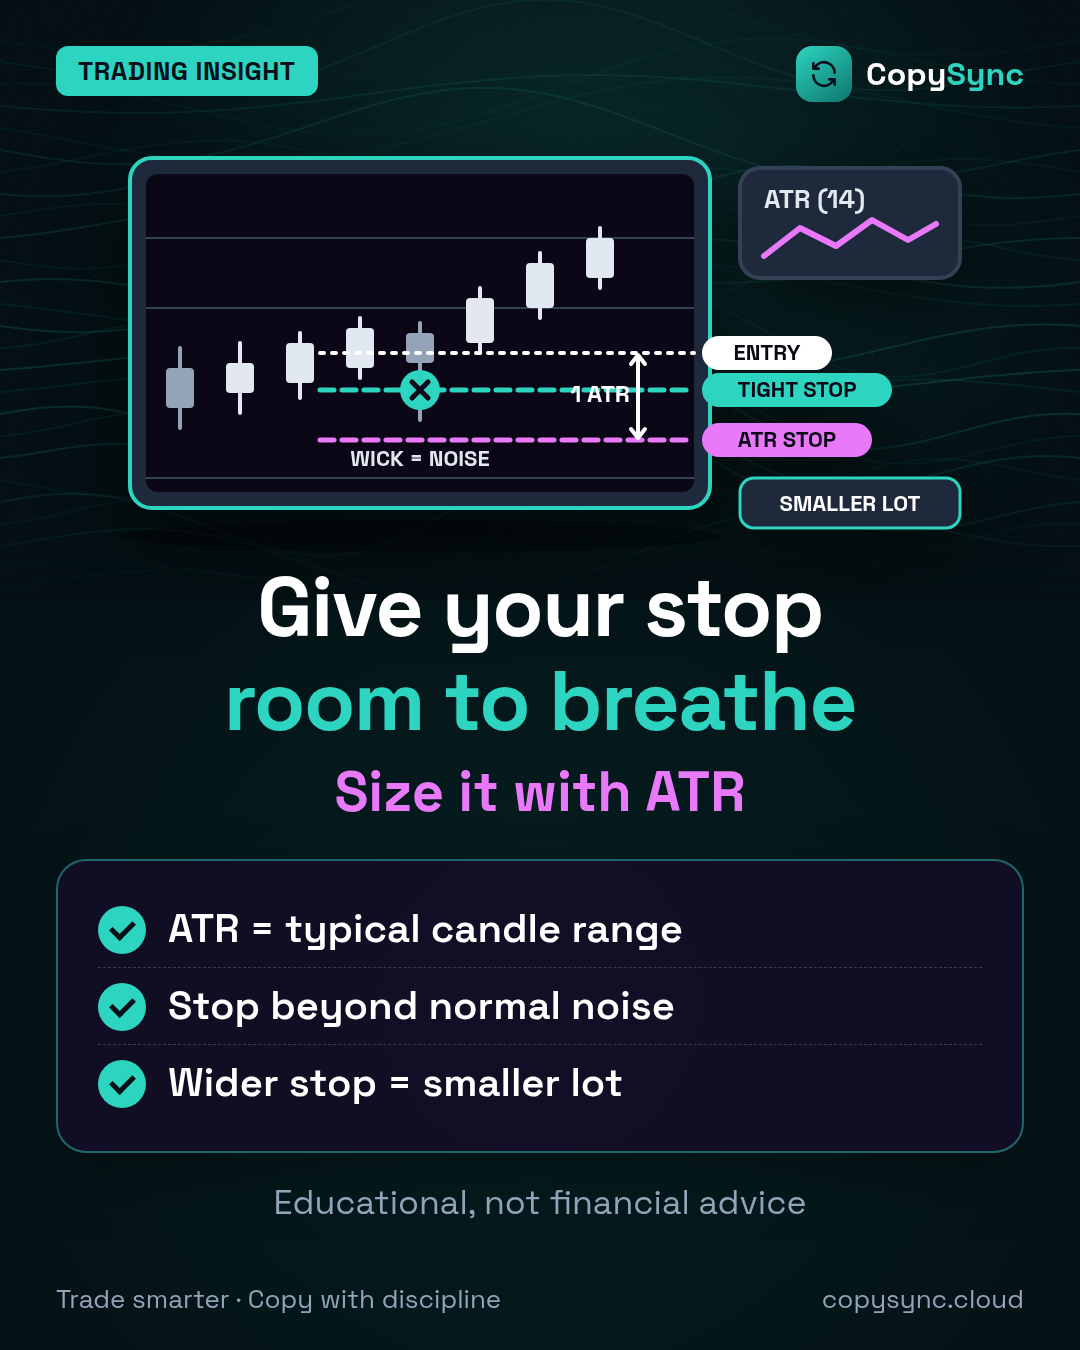 TRADING INSIGHT
CopySync
ATR (14)
ENTRY
TIGHT STOP
1 ATR
ATR STOP
WICK = NOISE
SMALLER LOT
Give your stop
room to breathe
Size it with ATR
ATR = typical candle range
Stop beyond normal noise
Wider stop = smaller lot
Educational, not financial advice
Trade smarter · Copy with discipline
copysync.cloud